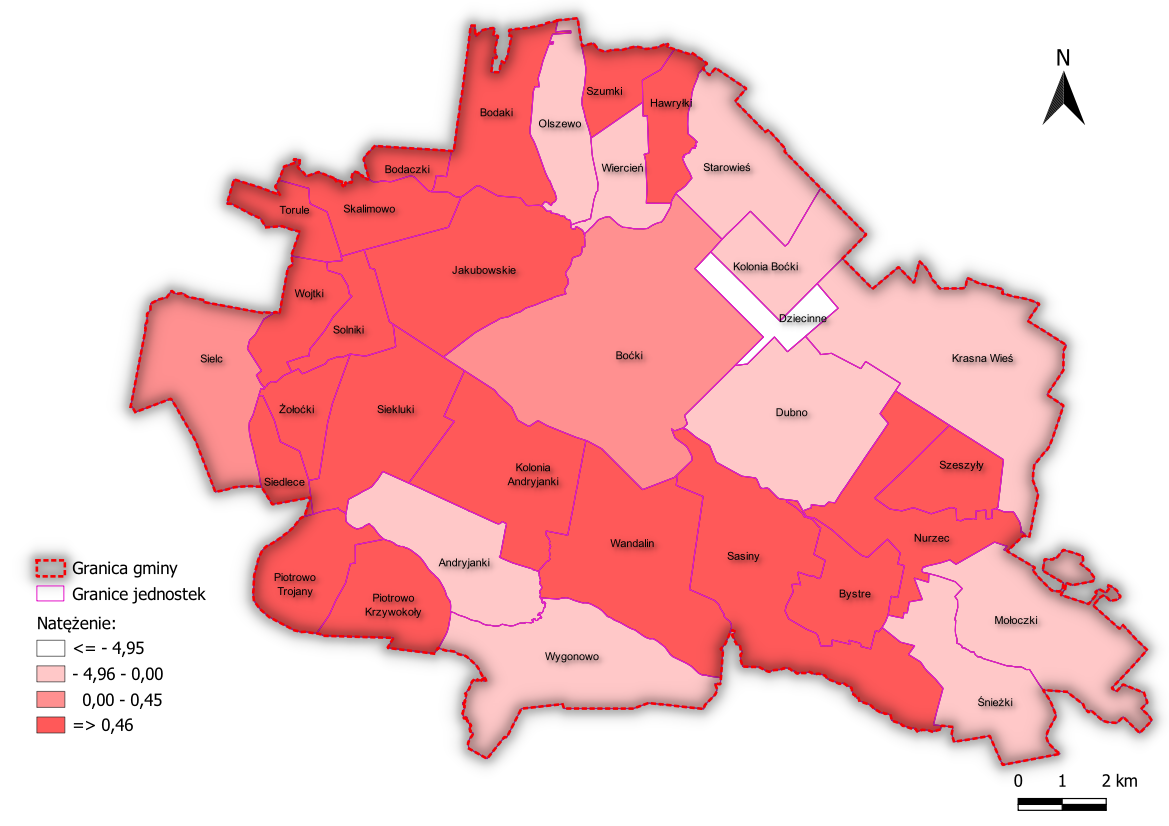 N
Bodaki
Szumki
Hawryłki
Olszewo
Bodaczki
Wiercień
Starowieś
Torule
Skalimowo
Jakubowskie
Kolonia Boćki
Wojtki
Dziecinne
Solniki
Sielc
Boćki
Krasna Wieś
Żołoćki
Siekluki
Dubno
Szeszyły
Kolonia
Andryjanki
Siedlece
Nurzec
Wandalin
Sasiny
Andryjanki
Piotrowo
Trojany
Bystre
Piotrowo
Krzywokoły
Mołoczki
Wygonowo
Śnieżki
Granica gminy
Granice jednostek
Natężenie:
<= - 4,95
- 4,96 - 0,00
0,00 - 0,45
=> 0,46
0 1 2 km